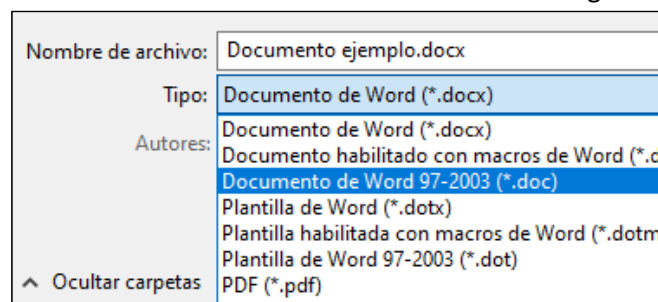 Nombre de archivo: Documento ejemplo.docx
Tipo: Documento de Word (*.docx)
Autores:
Documento de Word (*.docx)
Documento habilitado con macros de Word (*.d
Documento de Word 97-2003 (*.doc)
Plantilla de Word (*.dotx)
Plantilla habilitada con macros de Word (*.dotm
Plantilla de Word 97-2003 (*.dot)
Ocultar carpetas
PDF (*.pdf)